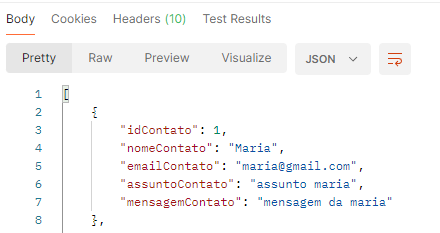 Body Cookies Headers (10) Test Results
Pretty Raw Preview Visualize JSON
1 [
2 {
3 "idContato": 1,
4 "nomeContato": "Maria",
5 "emailContato": "maria@gmail.com",
6 "assuntoContato": "assunto maria",
7 "mensagemContato": "mensagem da maria"
8 },